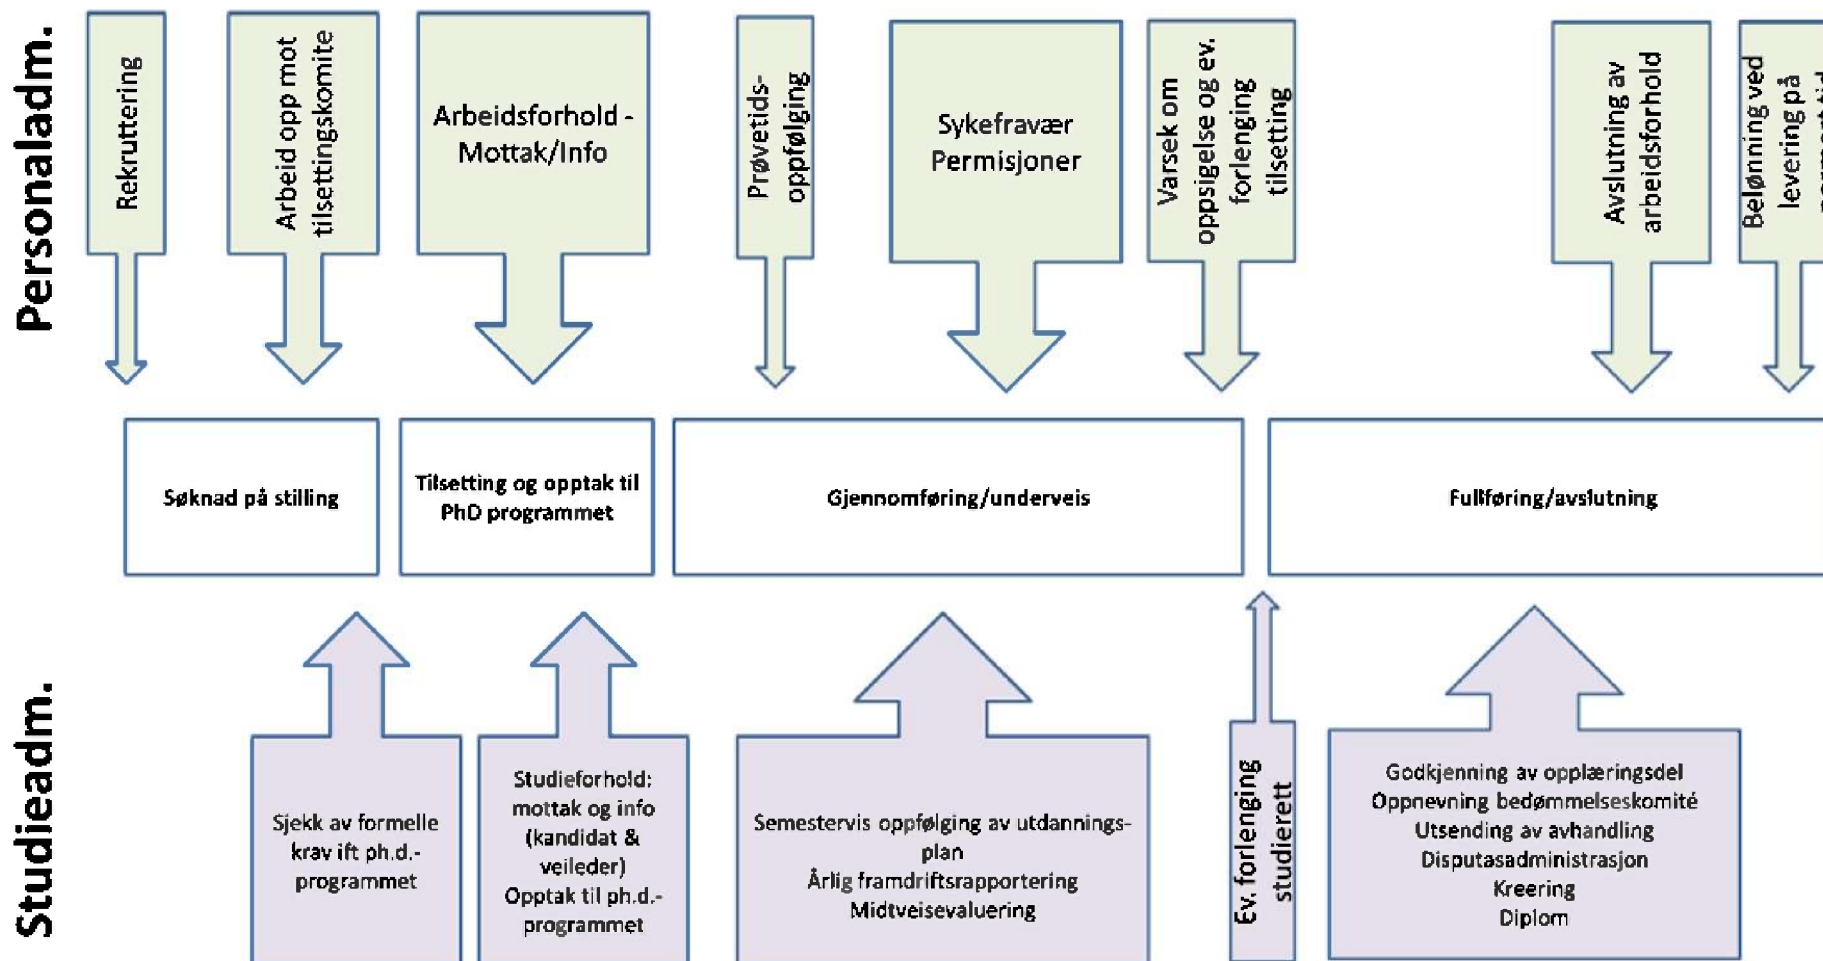 Personaladm.
Rekruttering
Arbeid opp mot
tilsettingskomite
Arbeidsforhold -
Mottak/Info
Prøvetids-
oppfølging
Sykefravær
Permisjoner
Varsek om
oppsigelse og ev.
forlenging
tilsetting
Avslutning av
arbeidsforhold
Belønning ved
levering på
Søknad på stilling
Tilsetting og opptak til
PhD programmet
Gjennomføring/underveis
Fullføring/avslutning
Studieadm.
Sjekk av formelle
krav ift ph.d.-
programmet
Studieforhold:
mottak og info
(kandidat &
veileder)
Opptak til ph.d.-
programmet
Semestervis oppfølging av utdannings-
plan
Årlig framdriftsrapportering
Midtveisevaluering
Ev. forlenging
studierett
Godkjenning av opplæringsdel
Oppnevning bedømmelseskomité
Utsending av avhandling
Disputasadministrasjon
Kreering
Diplom